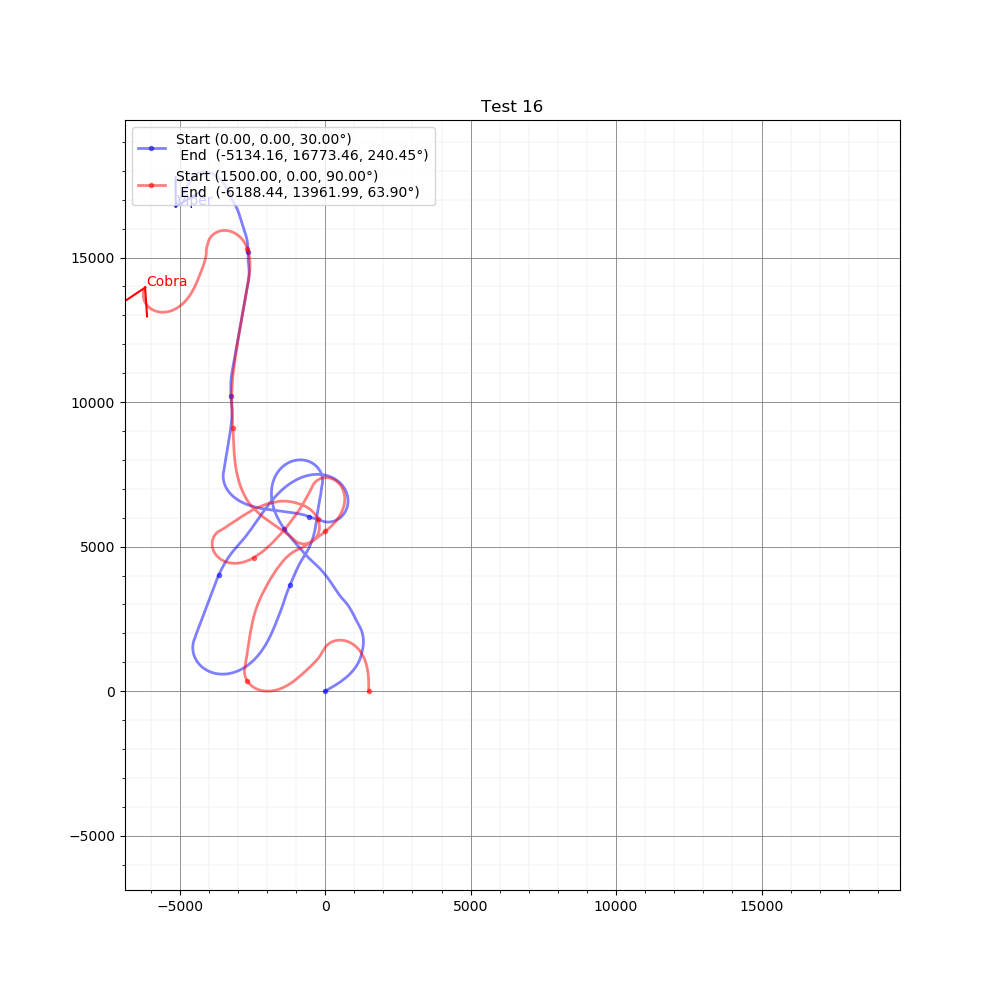 Test 16
Start (0.00, 0.00, 30.00°)
End (-5134.16, 16773.46, 240.45°)
Start (1500.00, 0.00, 90.00°)
End (-6188.44, 13961.99, 63.90°)
Viper
Cobra
15000
10000
5000
0
−5000
−5000
0
5000
10000
15000